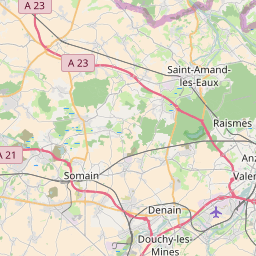 A 23
A 23
Saint-Amand-
les-Eaux
Raismes
A 21
Somain
Denain
Douchy-les
Mines